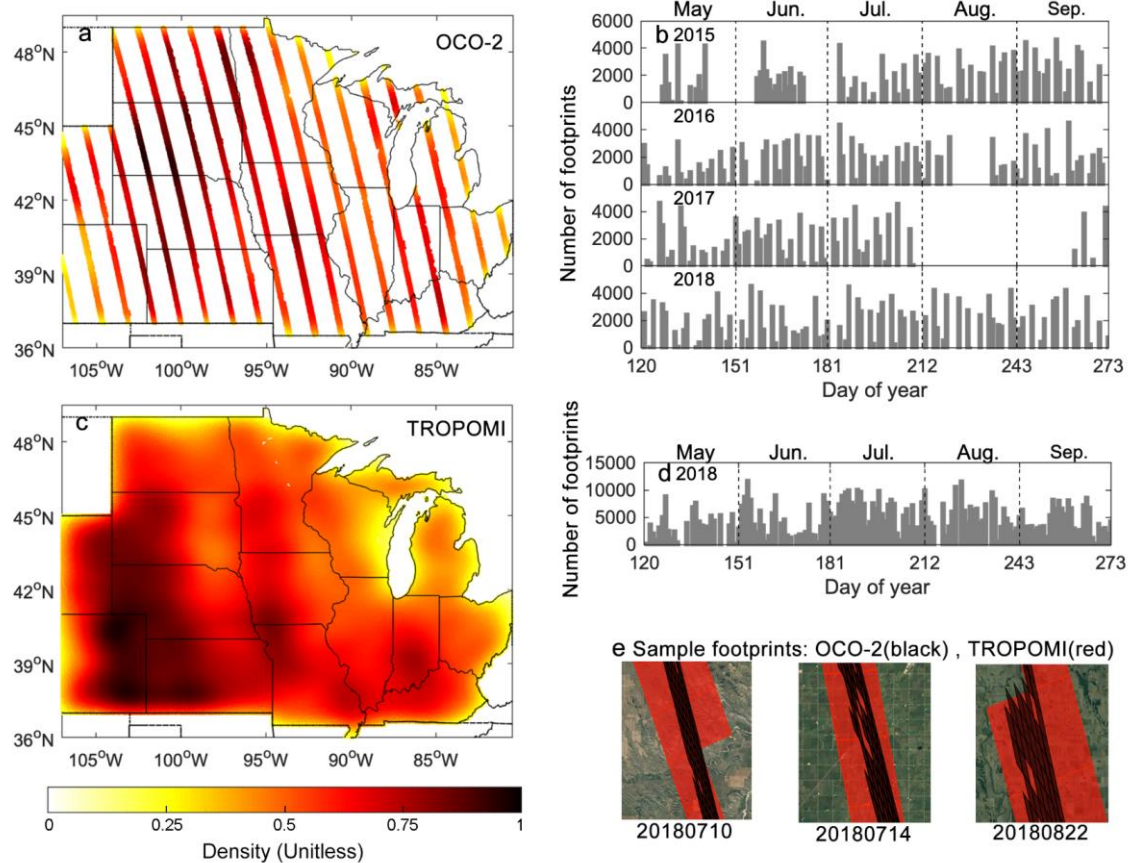 a
OCO-2
48°N
45°N
42°N
39°N
36°N
105°W 100°W 95°W 90°W 85°W
May Jun. Jul. Aug. Sep.
b 2015
6000
4000
2000
0
2016
4000
2000
0
2017
4000
2000
0
2018
4000
2000
0
Number of footprints
120 151 181 212 243 273
Day of year
c
TROPOMI
48°N
45°N
42°N
39°N
36°N
105°W 100°W 95°W 90°W 85°W
0 0.25 0.5 0.75 1
Density (Unitless)
May Jun. Jul. Aug. Sep.
d 2018
15000
10000
5000
0
Number of footprints
120 151 181 212 243 273
Day of year
e Sample footprints: OCO-2(black) , TROPOMI(red)
20180710 20180714 20180822